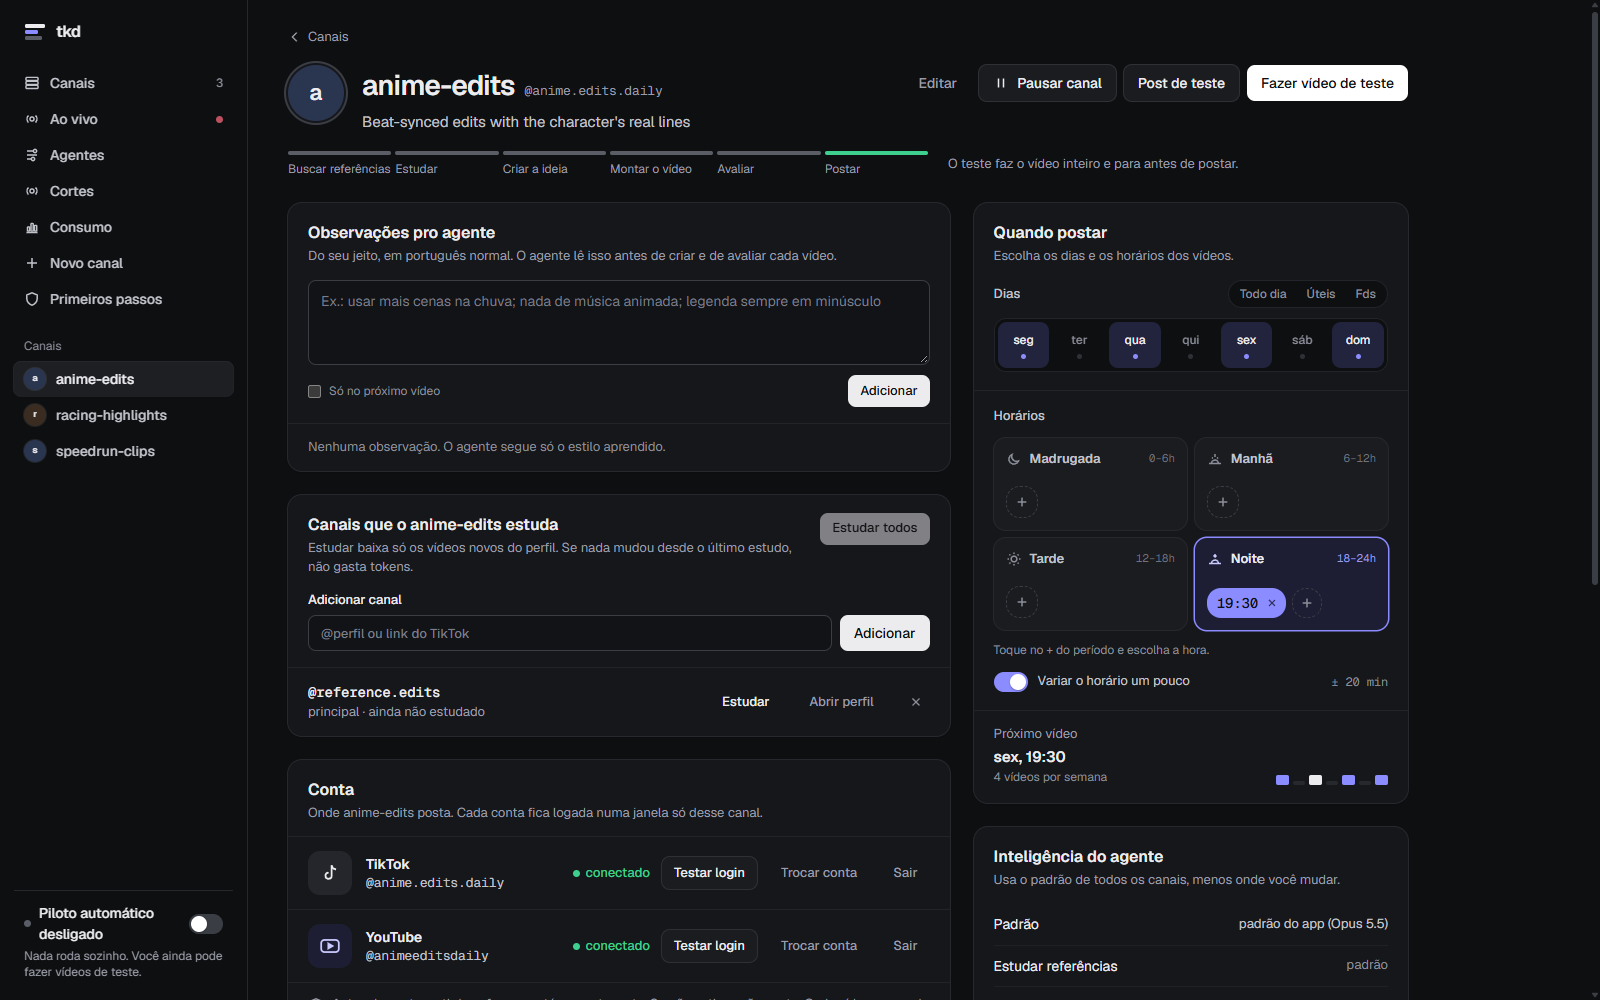 tkd
Canais 3
Ao vivo
Agentes
Cortes
Consumo
Novo canal
Primeiros passos
Canais
a anime-edits
r racing-highlights
s speedrun-clips
Piloto automático
desligado
Nada roda sozinho. Você ainda pode
fazer vídeos de teste.
Canais
a
anime-edits @anime.edits.daily
Beat-synced edits with the character's real lines
Editar
Pausar canal
Post de teste
Fazer vídeo de teste
Buscar referências
Estudar
Criar a ideia
Montar o vídeo
Avaliar
Postar
O teste faz o vídeo inteiro e para antes de postar.
Observações pro agente
Do seu jeito, em português normal. O agente lê isso antes de criar e de avaliar cada vídeo.
Ex.: usar mais cenas na chuva; nada de música animada; legenda sempre em minúsculo
Só no próximo vídeo
Adicionar
Nenhuma observação. O agente segue só o estilo aprendido.
Canais que o anime-edits estuda
Estudar baixa só os vídeos novos do perfil. Se nada mudou desde o último estudo,
não gasta tokens.
Estudar todos
Adicionar canal
@perfil ou link do TikTok
Adicionar
@reference.edits
principal · ainda não estudado
Estudar
Abrir perfil
×
Conta
Onde anime-edits posta. Cada conta fica logada numa janela só desse canal.
TikTok
@anime.edits.daily
conectado
Testar login
Trocar conta
Sair
YouTube
@animeeditsdaily
conectado
Testar login
Trocar conta
Sair
Quando postar
Escolha os dias e os horários dos vídeos.
Dias
Todo dia Úteis Fds
seg ter qua qui sex sáb dom
Horários
Madrugada 0-6h
+
Manhã 6-12h
+
Tarde 12-18h
+
Noite 18-24h
19:30 × +
Toque no + do período e escolha a hora.
Variar o horário um pouco ± 20 min
Próximo vídeo
sex, 19:30
4 vídeos por semana
Inteligência do agente
Usa o padrão de todos os canais, menos onde você mudar.
Padrão padrão do app (Opus 5.5)
Estudar referências padrão